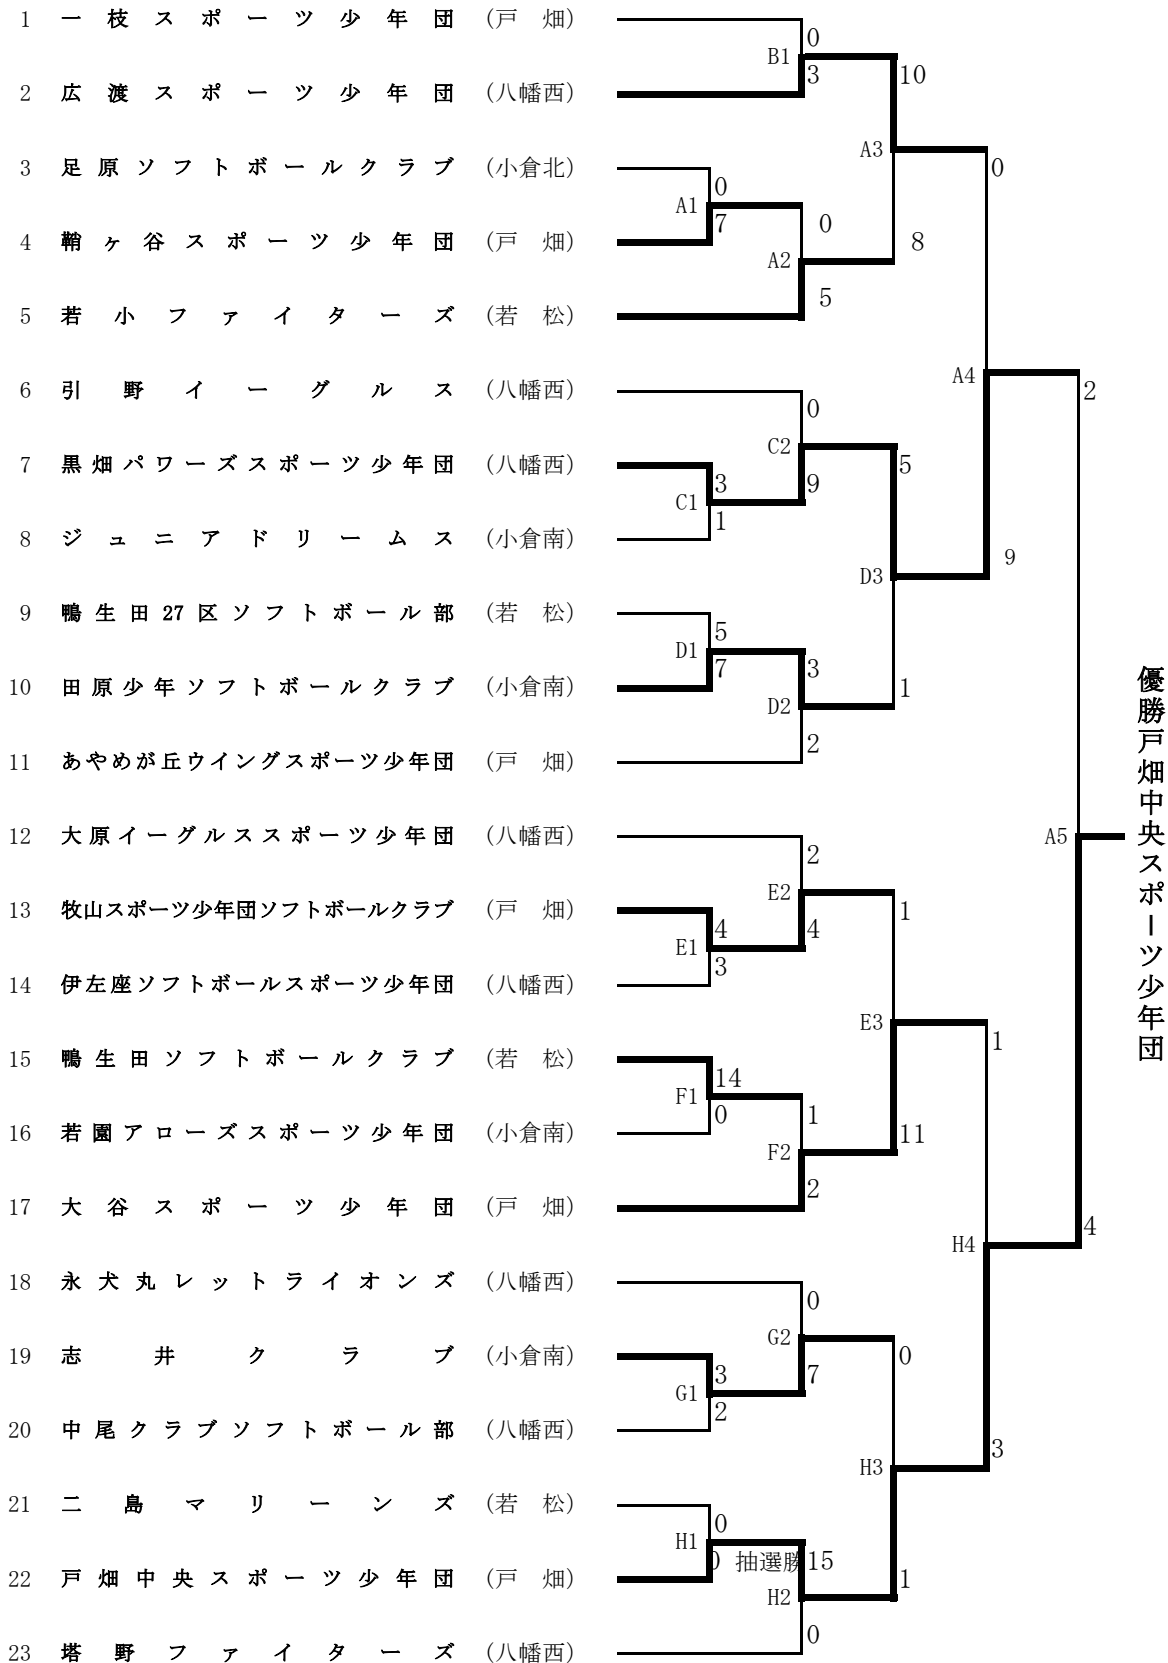 1 一枝スポーツ少年団 (戸 畑)
0
B1
3
10
2 広渡スポーツ少年団 (八幡西)
A3
0
3 足原ソフトボールクラブ (小倉北)
0
A1
7
0
4 鞘ヶ谷スポーツ少年団 (戸 畑)
8
A2
5
5 若小ファイターズ (若 松)
A4
2
6 引野イーグルス (八幡西)
0
C2
5
7 黒畑パワーズスポーツ少年団 (八幡西)
3
9
C1
1
8 ジュニアドリームス (小倉南)
9
D3
9 鴨生田27区ソフトボール部 (若 松)
5
D1
7
3
10 田原少年ソフトボールクラブ (小倉南)
1
D2
2
11 あやめが丘ウイングスポーツ少年団 (戸 畑)
優勝戸畑中央スポーツ少年団
12 大原イーグルススポーツ少年団 (八幡西)
A5
2
E2
1
13 牧山スポーツ少年団ソフトボールクラブ (戸 畑)
4
4
E1
3
14 伊左座ソフトボールスポーツ少年団 (八幡西)
E3
1
15 鴨生田ソフトボールクラブ (若 松)
14
F1
0
1
16 若園アローズスポーツ少年団 (小倉南)
11
F2
2
17 大谷スポーツ少年団 (戸 畑)
4
H4
18 永犬丸レットライオンズ (八幡西)
0
G2
0
19 志井クラブ (小倉南)
3
7
G1
2
20 中尾クラブソフトボール部 (八幡西)
3
H3
21 二島マリーンズ (若 松)
0
H1
0 抽選勝
15
22 戸畑中央スポーツ少年団 (戸 畑)
1
H2
0
23 塔野ファイターズ (八幡西)